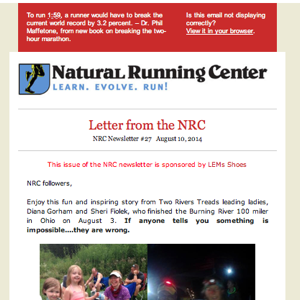 To run 1:59, a runner would have to break the
current world record by 3.2 percent. – Dr. Phil
Maffetone, from new book on breaking the two-
hour marathon.
Is this email not displaying
correctly?
View it in your browser.
Natural Running Center
LEARN. EVOLVE. RUN!
Letter from the NRC
NRC Newsletter #27 August 10, 2014
This issue of the NRC newsletter is sponsored by LEMs Shoes
NRC followers,
Enjoy this fun and inspiring story from Two Rivers Treads leading ladies,
Diana Gorham and Sheri Fiolek, who finished the Burning River 100 miler
in Ohio on August 3. If anyone tells you something is
impossible....they are wrong.